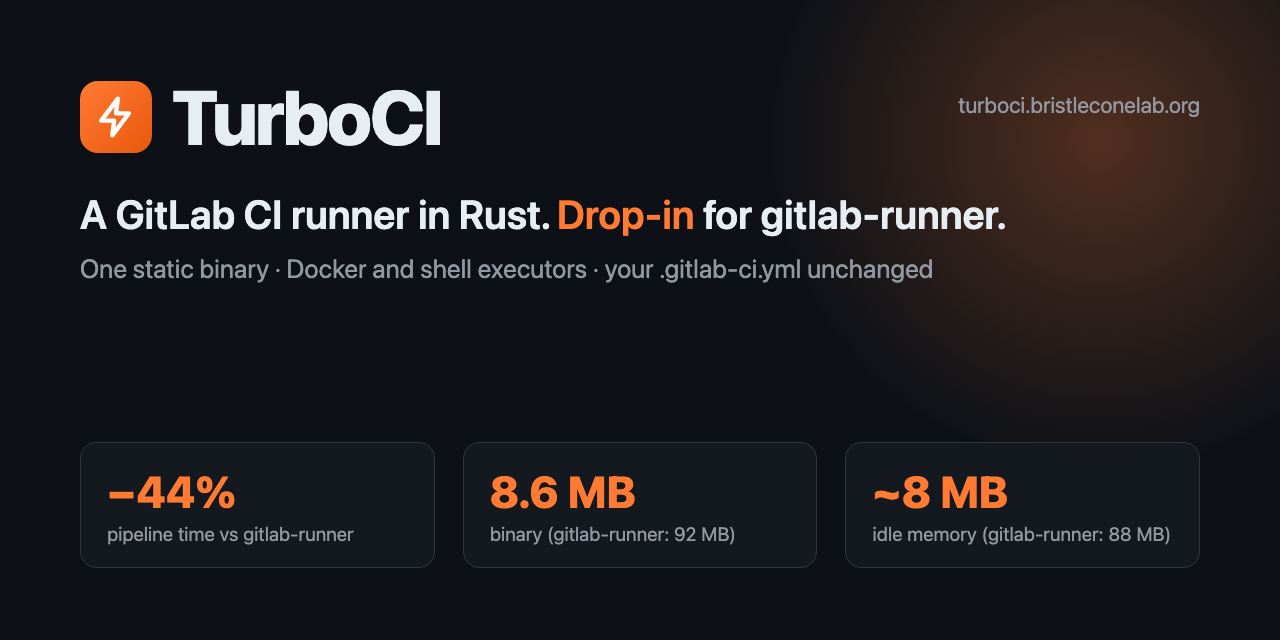 TurboCI
turboci.bristleconelab.org
A GitLab CI runner in Rust. Drop-in for gitlab-runner.
One static binary · Docker and shell executors · your .gitlab-ci.yml unchanged
−44%
pipeline time vs gitlab-runner
8.6 MB
binary (gitlab-runner: 92 MB)
~8 MB
idle memory (gitlab-runner: 88 MB)